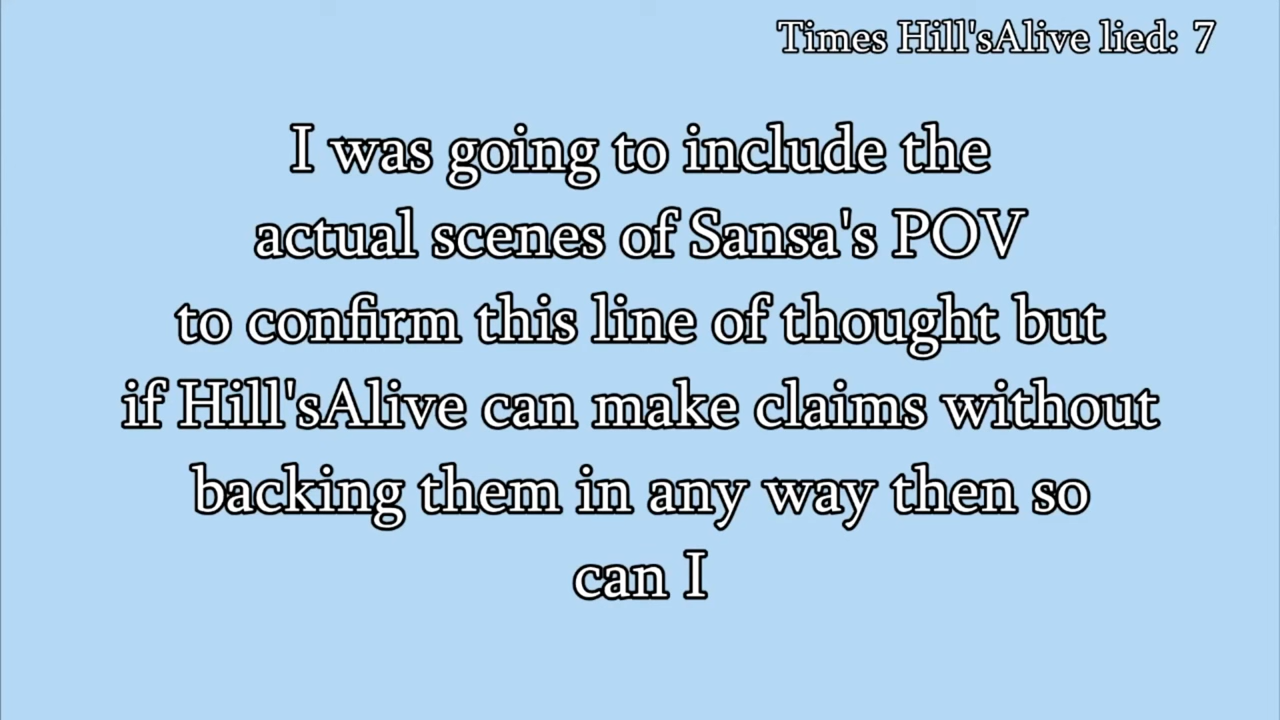 Times Hill'sAlive lied: 7
I was going to include the
actual scenes of Sansa's POV
to confirm this line of thought but
if Hill'sAlive can make claims without
backing them in any way then so
can I